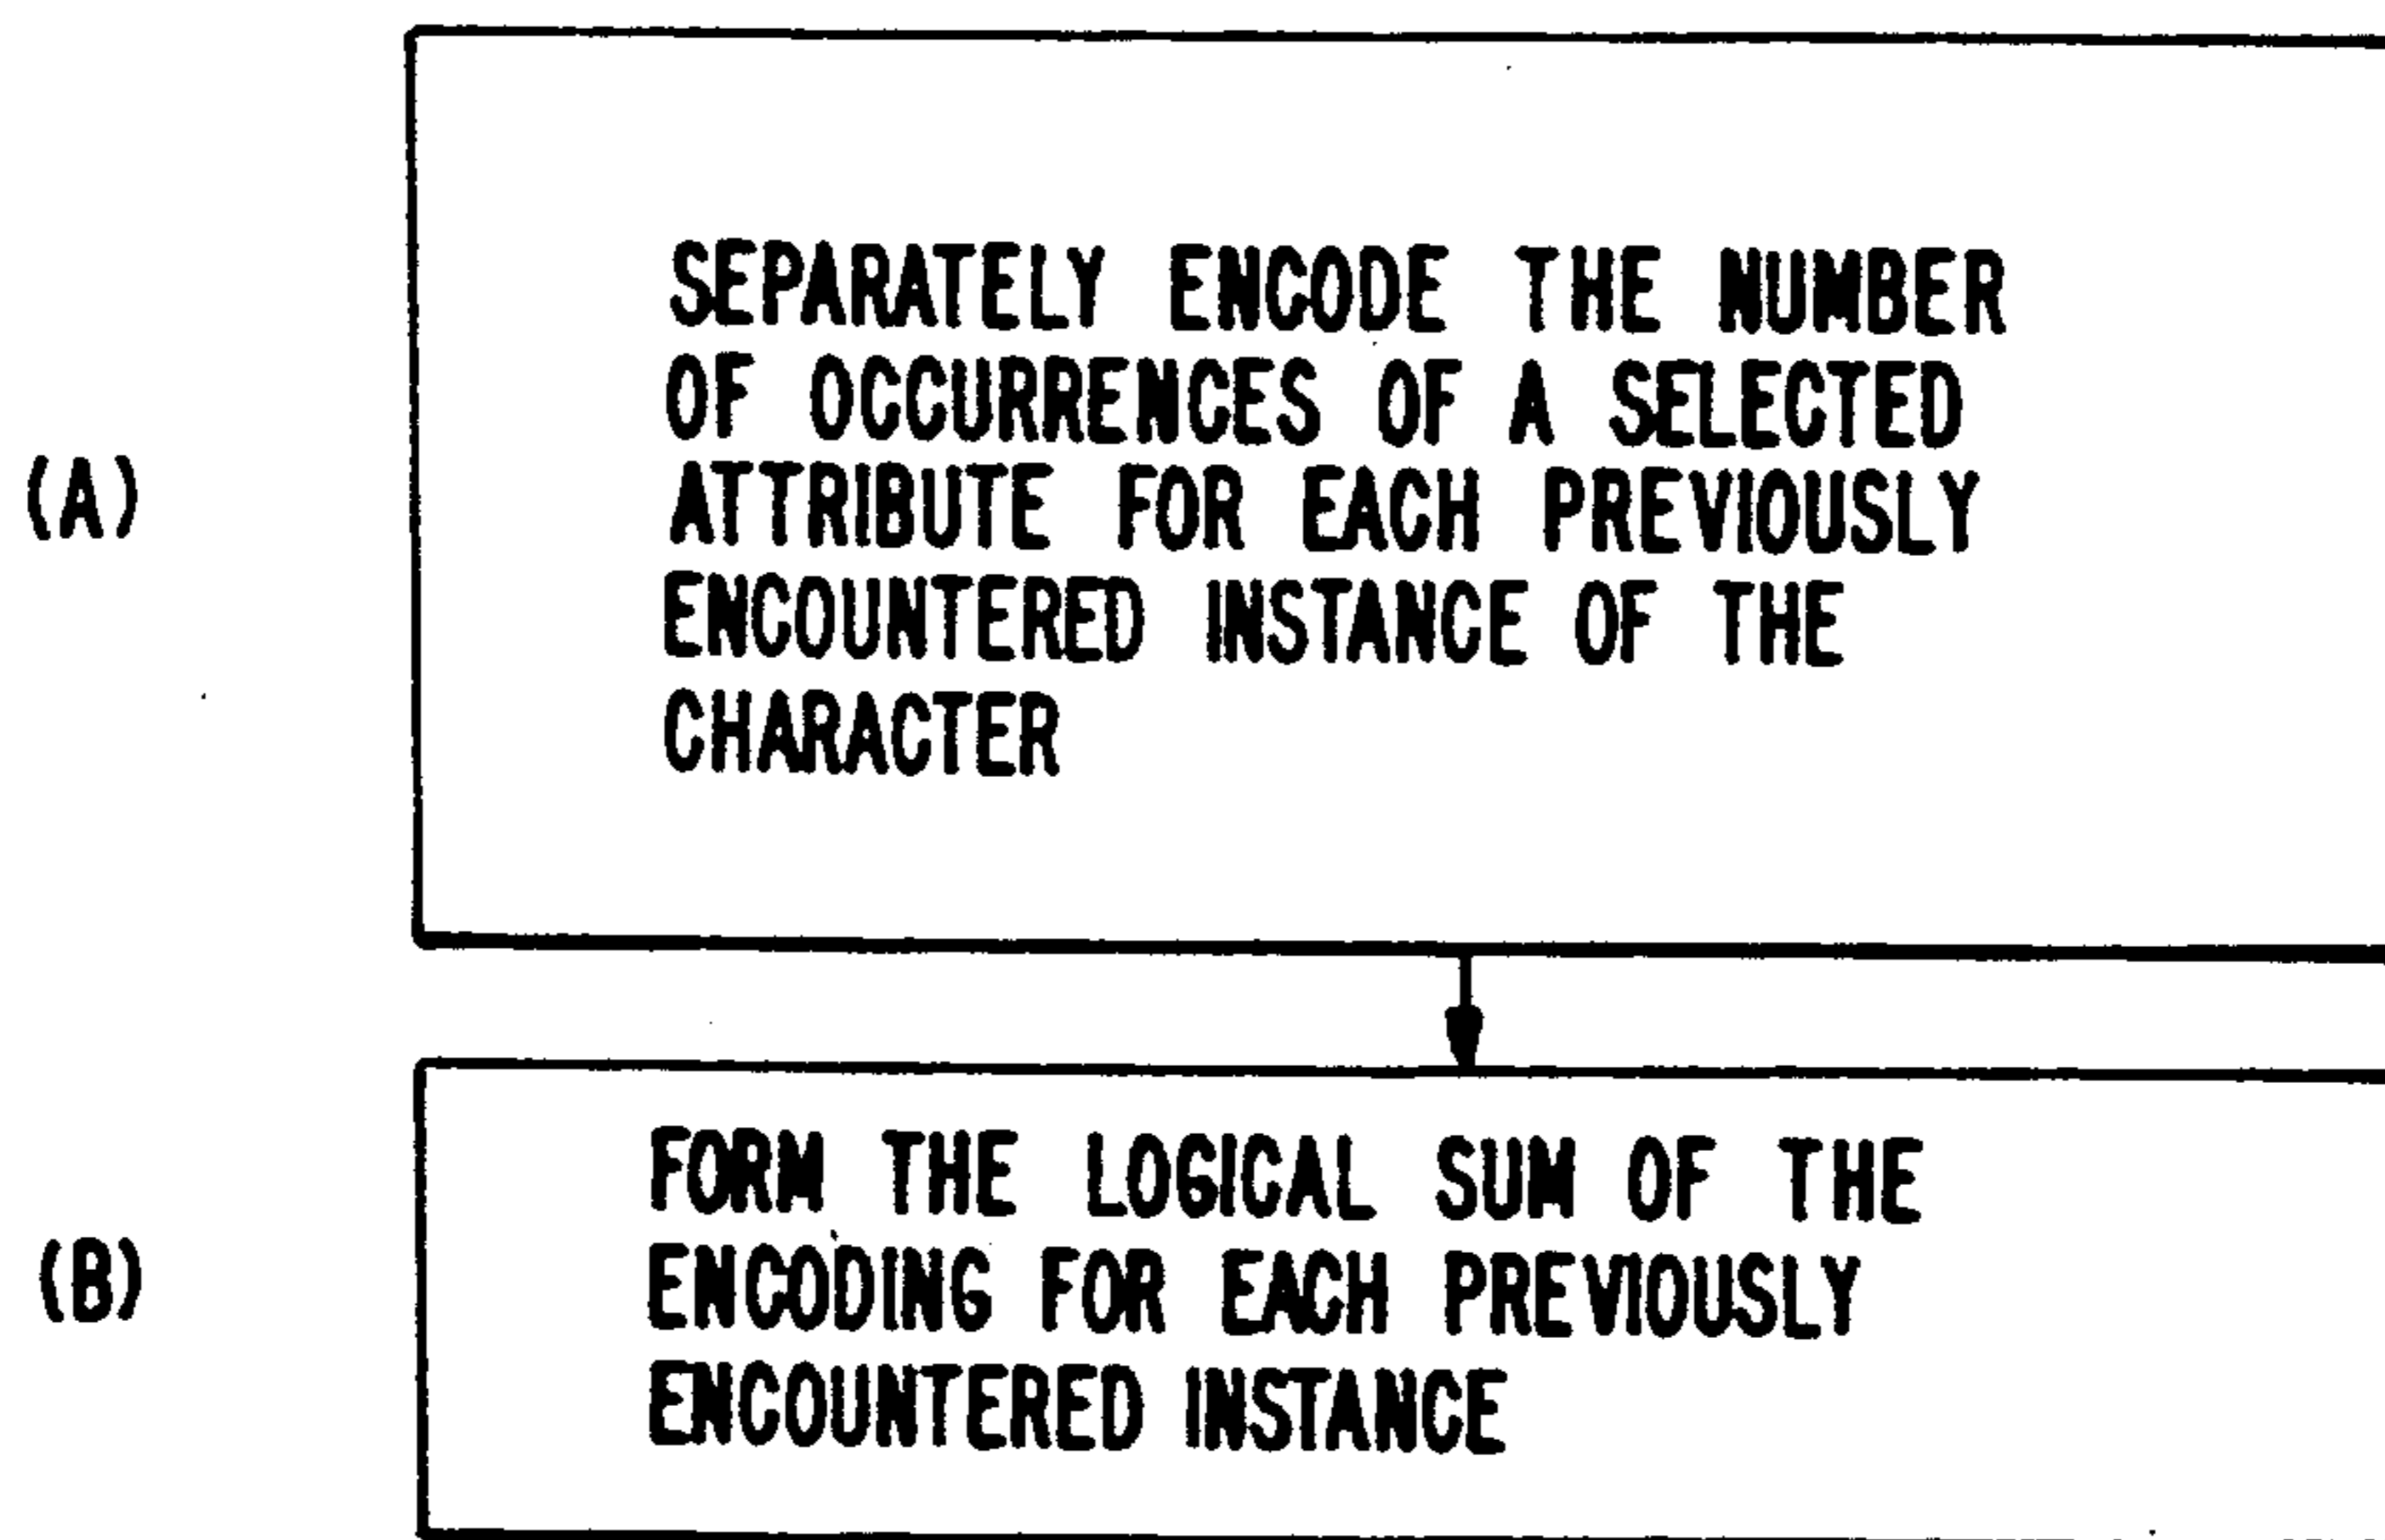 (A)
SEPARATELY ENCODE THE NUMBER
OF OCCURRENCES OF A SELECTED
ATTRIBUTE FOR EACH PREVIOUSLY
ENCOUNTERED INSTANCE OF THE
CHARACTER
(B)
FORM THE LOGICAL SUM OF THE
ENCODING FOR EACH PREVIOUSLY
ENCOUNTERED INSTANCE